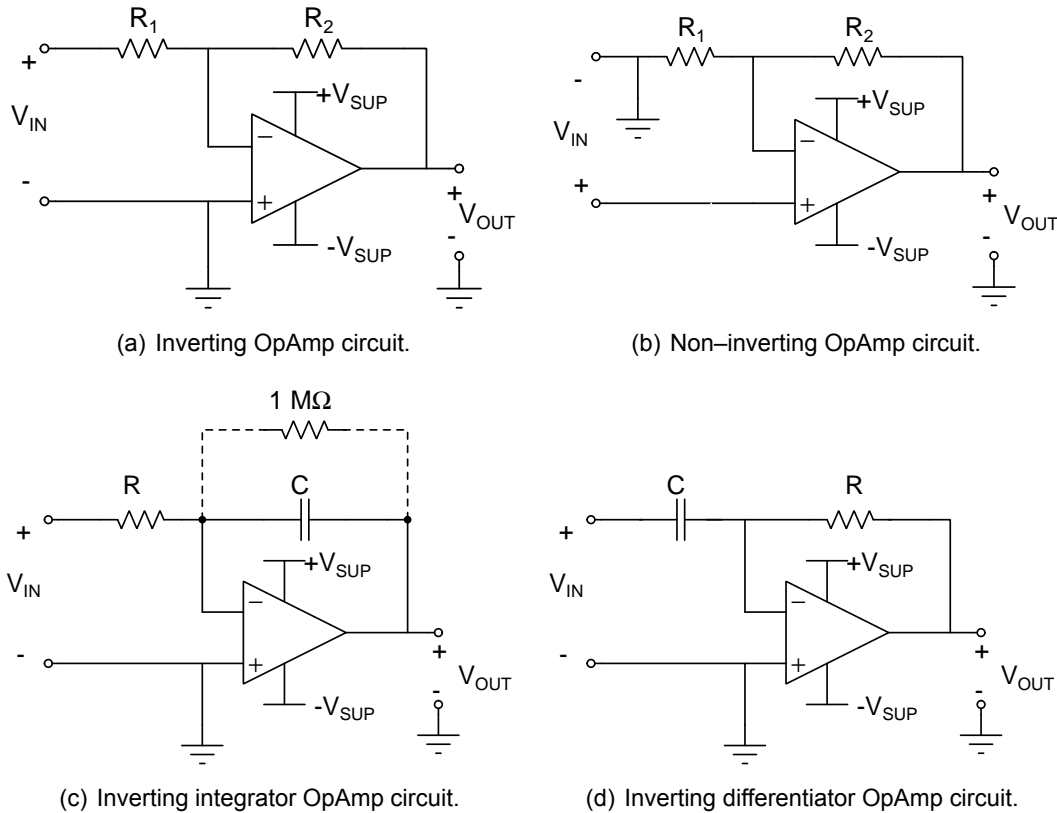 R1 R2
+
+VSUP
VIN
−
-
+
+
VOUT
-
-VSUP
(a) Inverting OpAmp circuit.
R1 R2
-
+VSUP
VIN
−
+
+
+
VOUT
-
-VSUP
(b) Non–inverting OpAmp circuit.
1 MΩ
R C
+
+VSUP
VIN
−
-
+
+
VOUT
-
-VSUP
(c) Inverting integrator OpAmp circuit.
C R
+
+VSUP
VIN
−
-
+
+
VOUT
-
-VSUP
(d) Inverting differentiator OpAmp circuit.